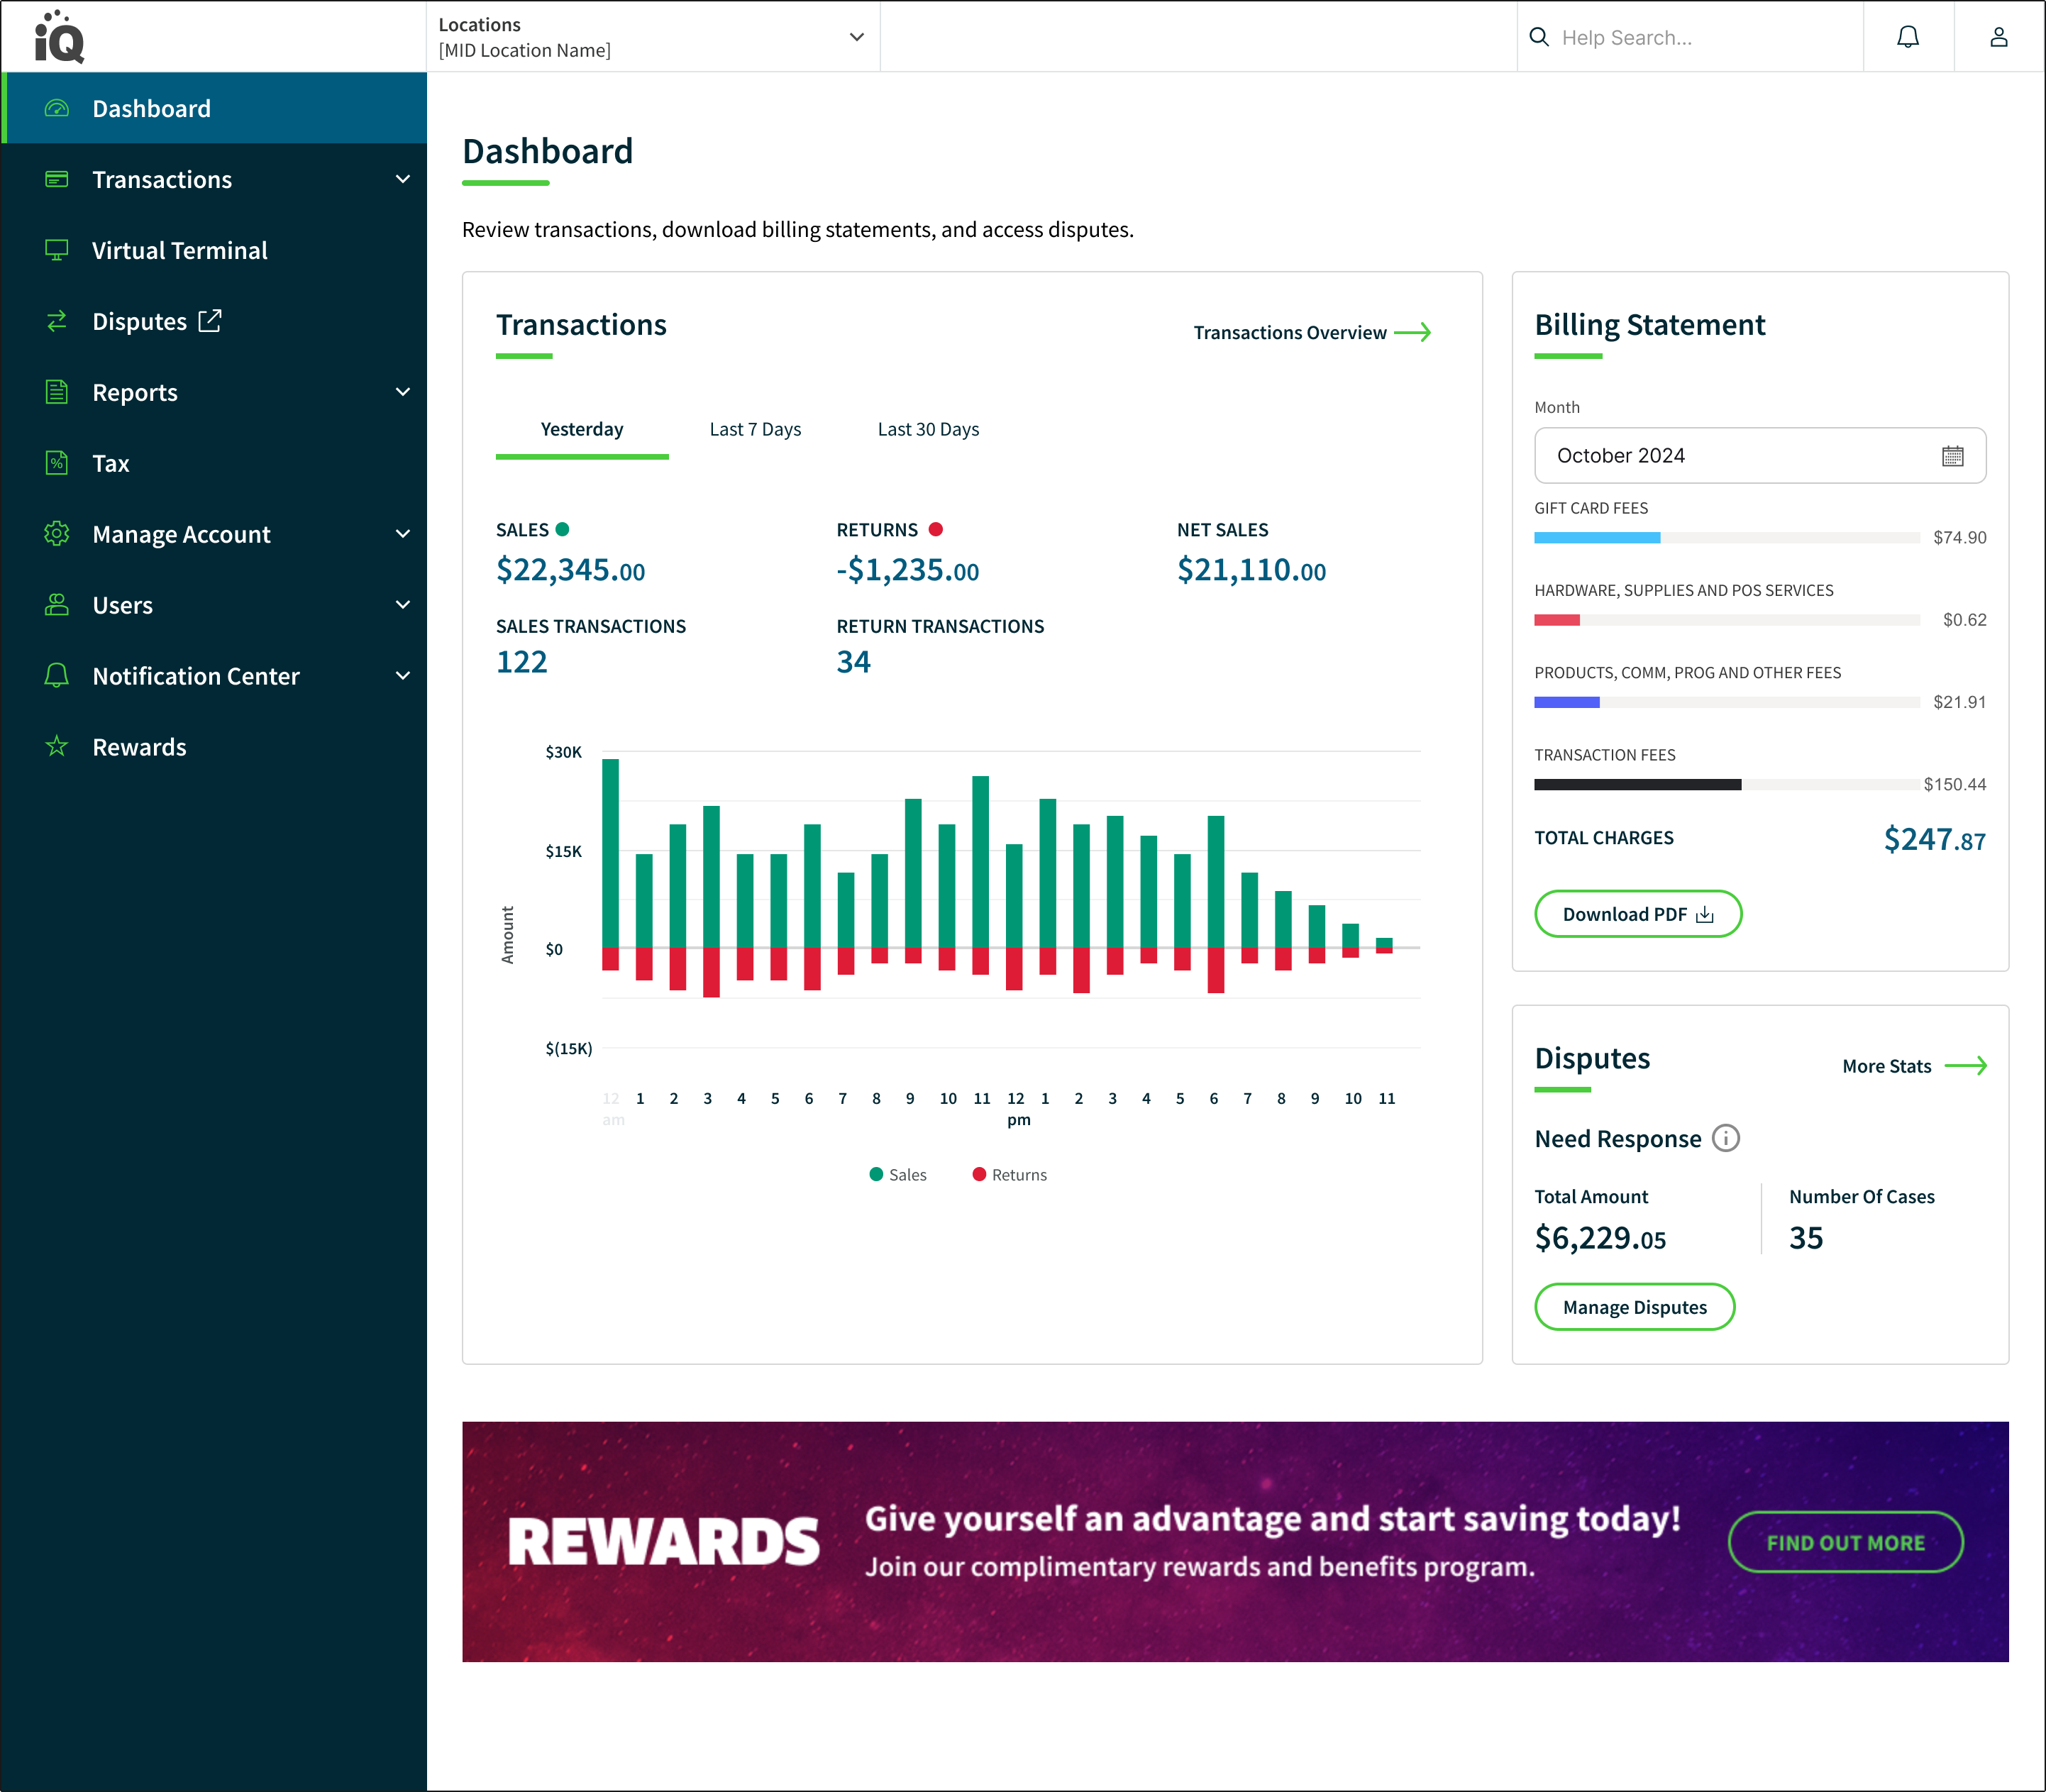 iQ
Locations
[MID Location Name]
Help Search...
Dashboard
Transactions
Virtual Terminal
Disputes
Reports
Tax
Manage Account
Users
Notification Center
Rewards
Dashboard
Review transactions, download billing statements, and access disputes.
Transactions
Transactions Overview
Yesterday
Last 7 Days
Last 30 Days
SALES
$22,345.00
RETURNS
-$1,235.00
NET SALES
$21,110.00
SALES TRANSACTIONS
122
RETURN TRANSACTIONS
34
Amount
$30K
$15K
$0
$(15K)
12 1 2 3 4 5 6 7 8 9 10 11 12 1 2 3 4 5 6 7 8 9 10 11
am pm
Sales
Returns
Billing Statement
Month
October 2024
GIFT CARD FEES
$74.90
HARDWARE, SUPPLIES AND POS SERVICES
$0.62
PRODUCTS, COMM, PROG AND OTHER FEES
$21.91
TRANSACTION FEES
$150.44
TOTAL CHARGES
$247.87
Download PDF
Disputes
More Stats
Need Response
Total Amount
$6,229.05
Number Of Cases
35
Manage Disputes
REWARDS
Give yourself an advantage and start saving today!
Join our complimentary rewards and benefits program.
FIND OUT MORE